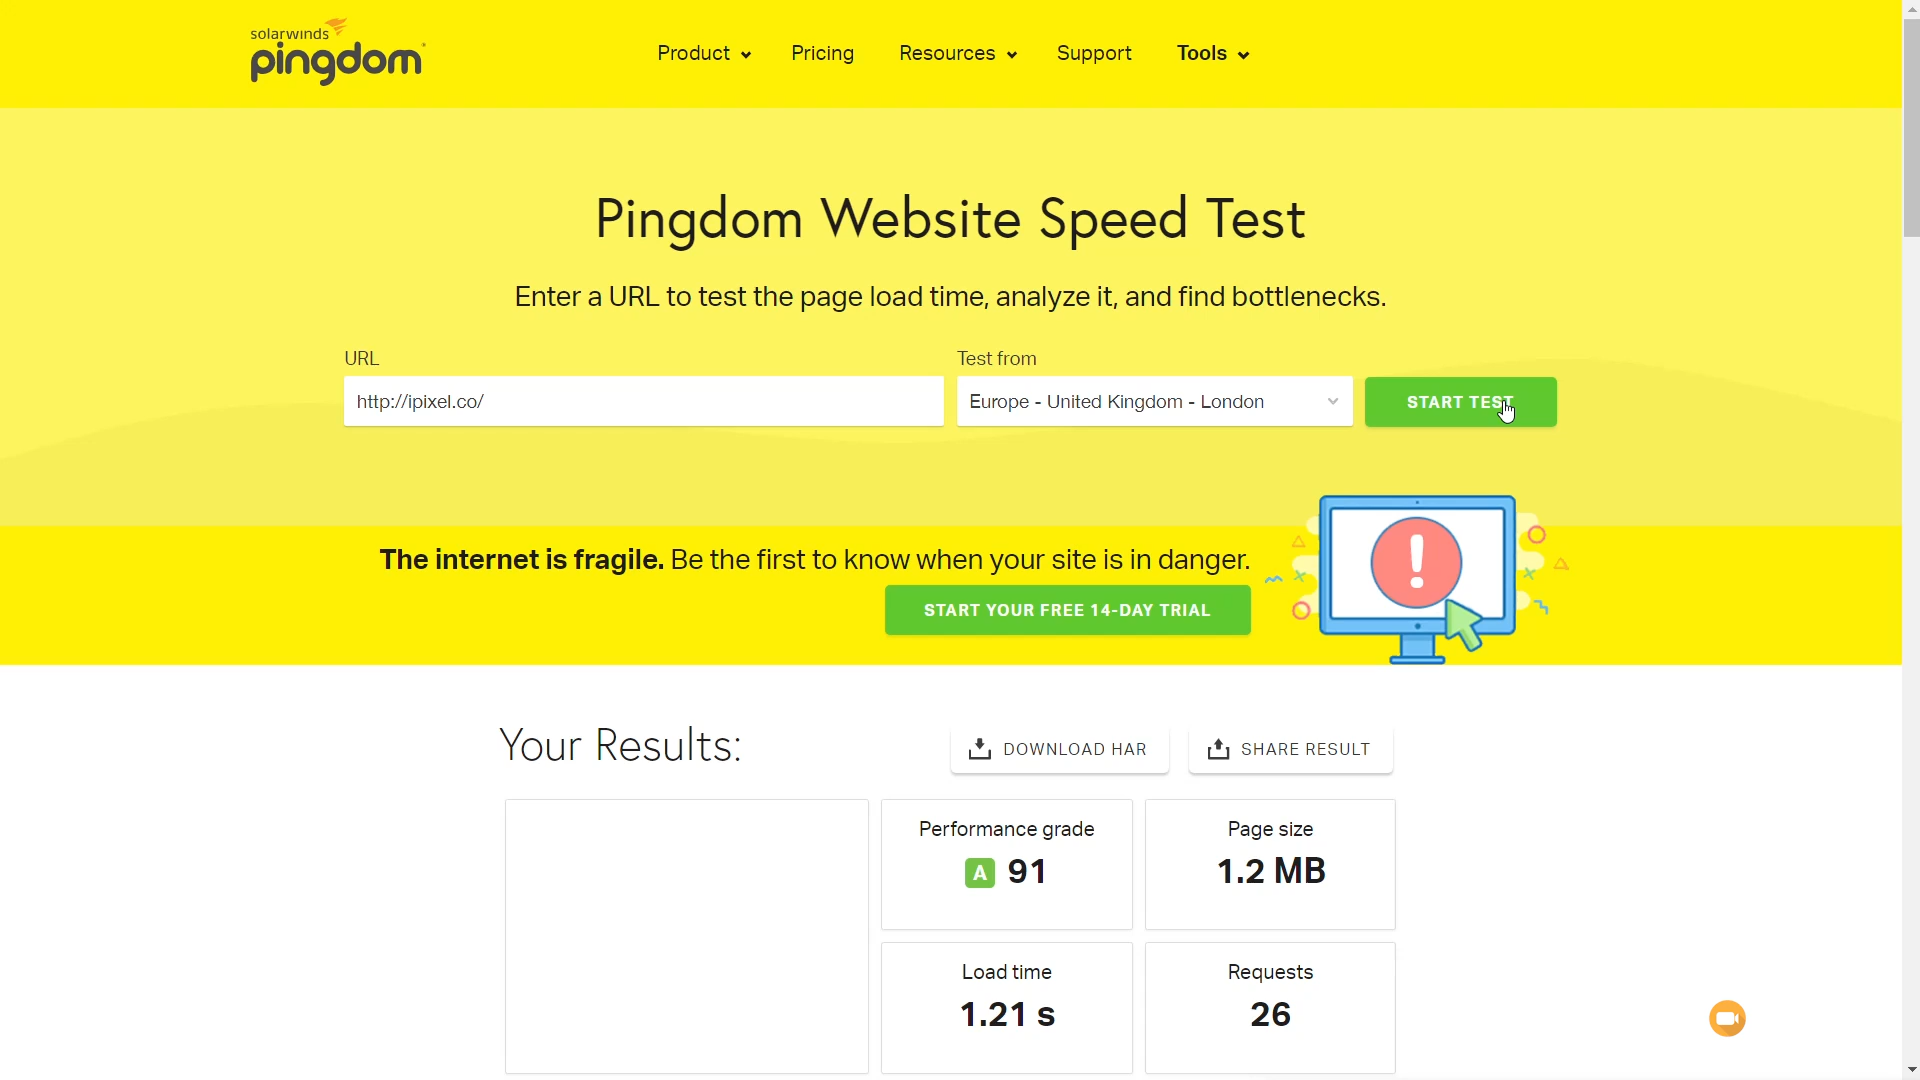 solarwinds
pingdom
Product
Pricing
Resources
Support
Tools
Pingdom Website Speed Test
Enter a URL to test the page load time, analyze it, and find bottlenecks.
URL
Test from
http://ipixel.co/
Europe - United Kingdom - London
START TEST
The internet is fragile. Be the first to know when your site is in danger.
START YOUR FREE 14-DAY TRIAL
Your Results:
DOWNLOAD HAR
SHARE RESULT
Performance grade
A 91
Page size
1.2 MB
Load time
1.21 s
Requests
26